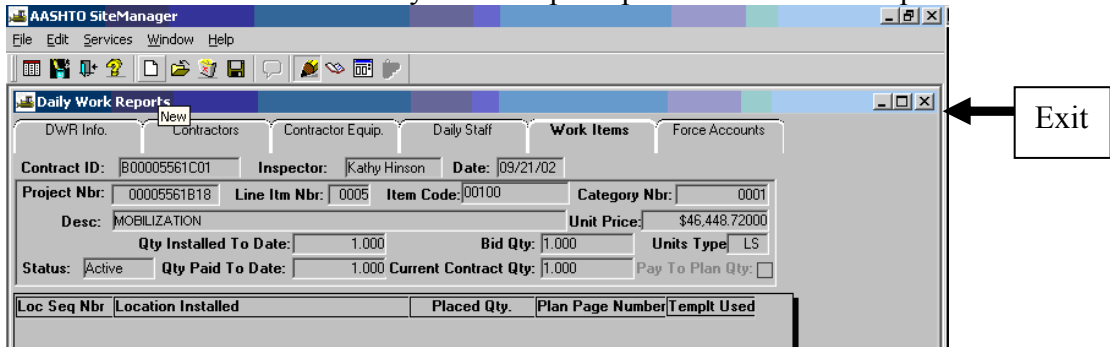 AASHTO SiteManager
File Edit Services Window Help
Daily Work Reports
New
DWR Info. Contractors Contractor Equip. Daily Staff Work Items Force Accounts
Exit
Contract ID: B00005561C01 Inspector: Kathy Hinson Date: 09/21/02
Project Nbr: 00005561B18 Line Itm Nbr: 0005 Item Code: 00100 Category Nbr: 0001
Desc: MOBILIZATION Unit Price: $46,448.72000
Qty Installed To Date: 1.000 Bid Qty: 1.000 Units Type LS
Status: Active Qty Paid To Date: 1.000 Current Contract Qty: 1.000 Pay To Plan Qty:
Loc Seq Nbr Location Installed Placed Qty. Plan Page Number Templt Used